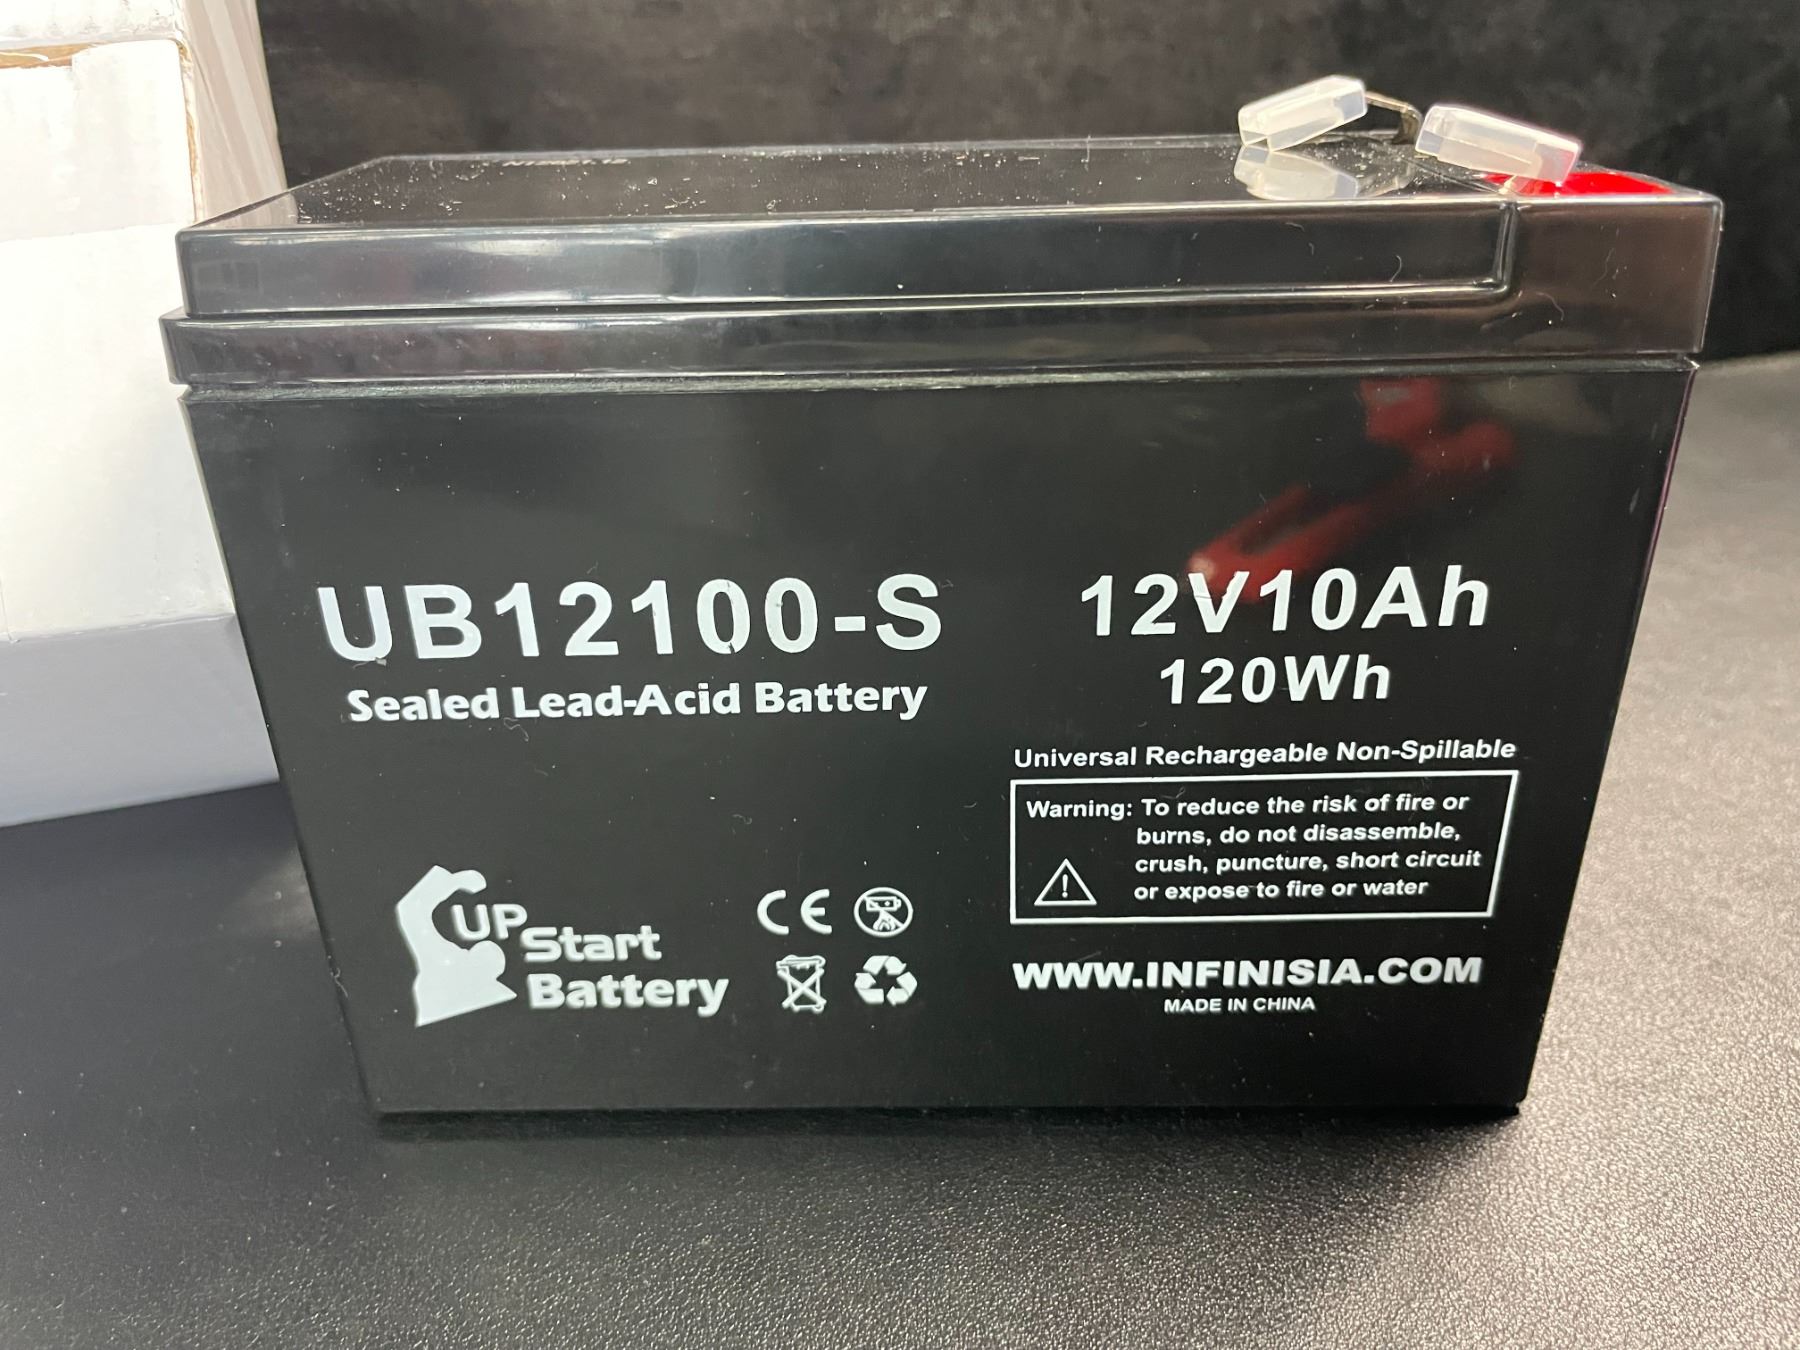 UB12100-S
Sealed Lead-Acid Battery
12V10Ah
120Wh
Universal Rechargeable Non-Spillable
Warning: To reduce the risk of fire or
burns, do not disassemble,
crush, puncture, short circuit
or expose to fire or water
UP
Start
Battery
CE
WWW.INFINISIA.COM
MADE IN CHINA